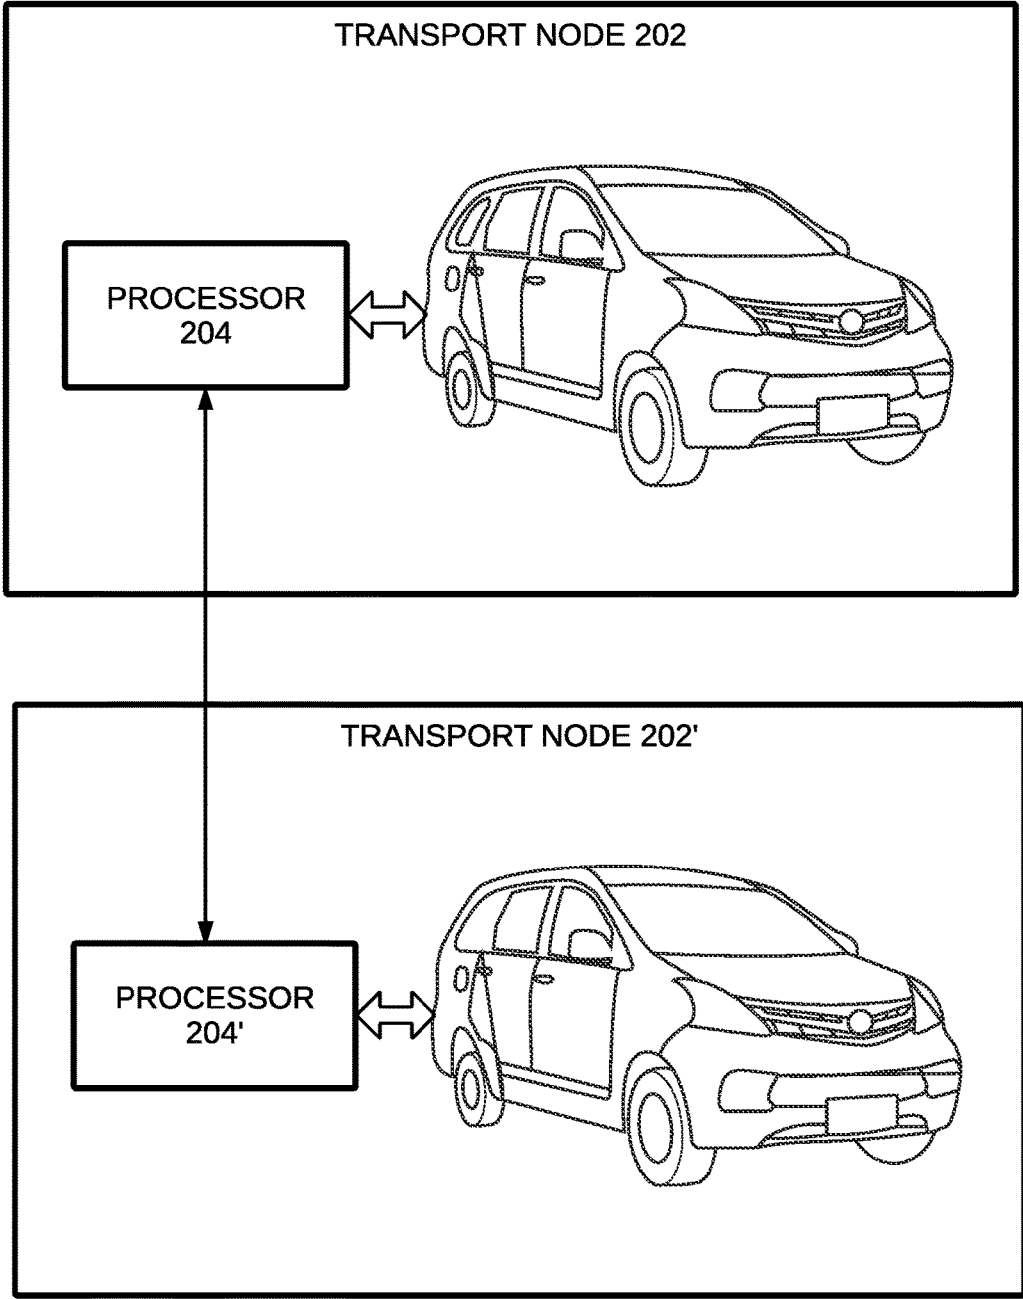 TRANSPORT NODE 202
PROCESSOR
204
TRANSPORT NODE 202'
PROCESSOR
204'